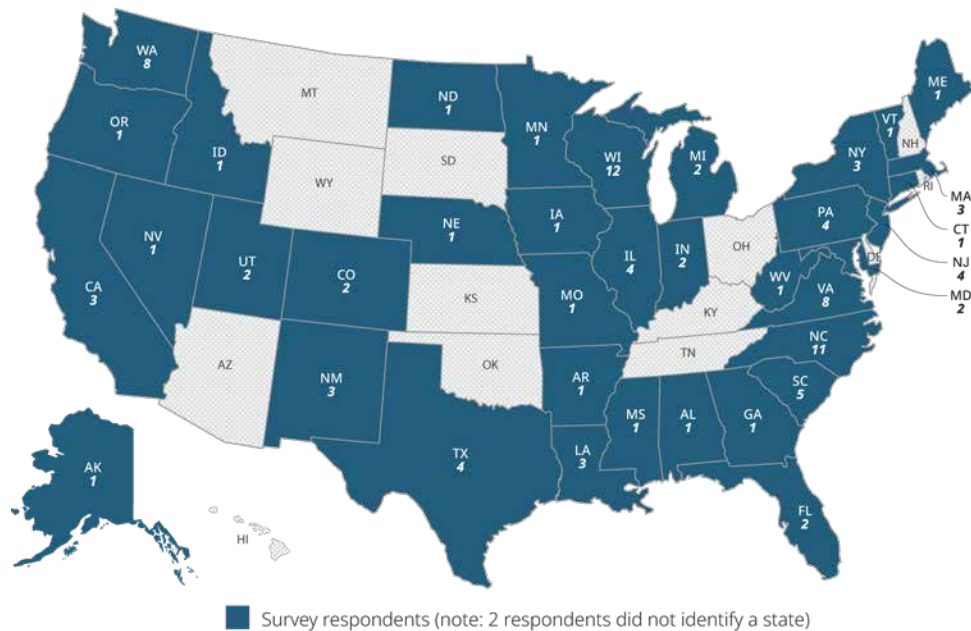 WA
8
OR
1
ID
1
MT
WY
NV
1
CA
3
UT
2
CO
2
AZ
NM
3
ND
1
SD
NE
1
KS
OK
TX
4
MN
1
IA
1
MO
1
AR
1
LA
3
WI
12
IL
4
MI
2
IN
2
OH
KY
TN
MS
1
AL
1
GA
1
FL
2
SC
5
NC
11
VA
8
WV
1
PA
4
NY
3
VT
1
NH
ME
1
RI
MA
3
CT
1
NJ
4
DE
MD
2
AK
1
HI
Survey respondents (note: 2 respondents did not identify a state)